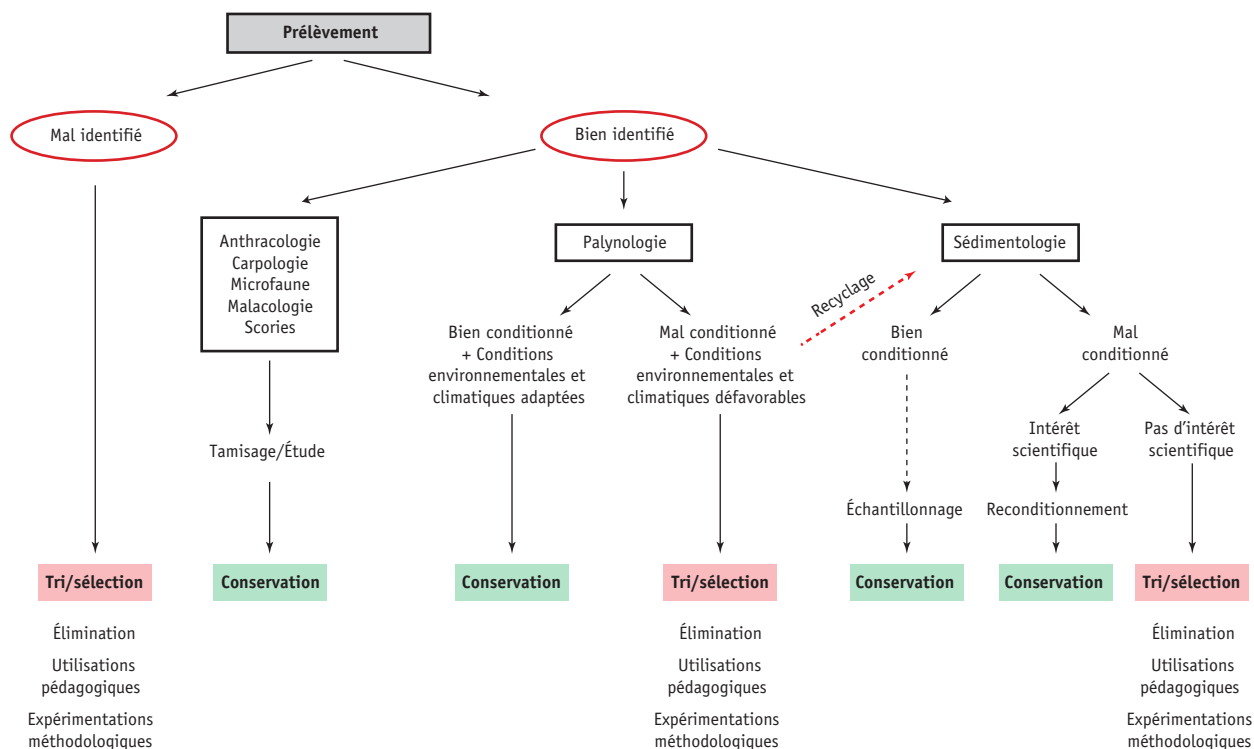 Prélèvement
Mal identifié
Bien identifié
Anthracologie
Carpologie
Microfaune
Malacologie
Scories
Palynologie
Sédimentologie
Recyclage
Bien conditionné
+ Conditions
environnementales et
climatiques adaptées
Mal conditionné
+ Conditions
environnementales et
climatiques défavorables
Bien
conditionné
Mal
conditionné
Tamisage/Étude
Intérêt
scientifique
Pas d'intérêt
scientifique
Échantillonnage
Reconditionnement
Tri/sélection
Conservation
Conservation
Tri/sélection
Conservation
Conservation
Tri/sélection
Élimination
Utilisations
pédagogiques
Expérimentations
méthodologiques
Élimination
Utilisations
pédagogiques
Expérimentations
méthodologiques
Élimination
Utilisations
pédagogiques
Expérimentations
méthodologiques